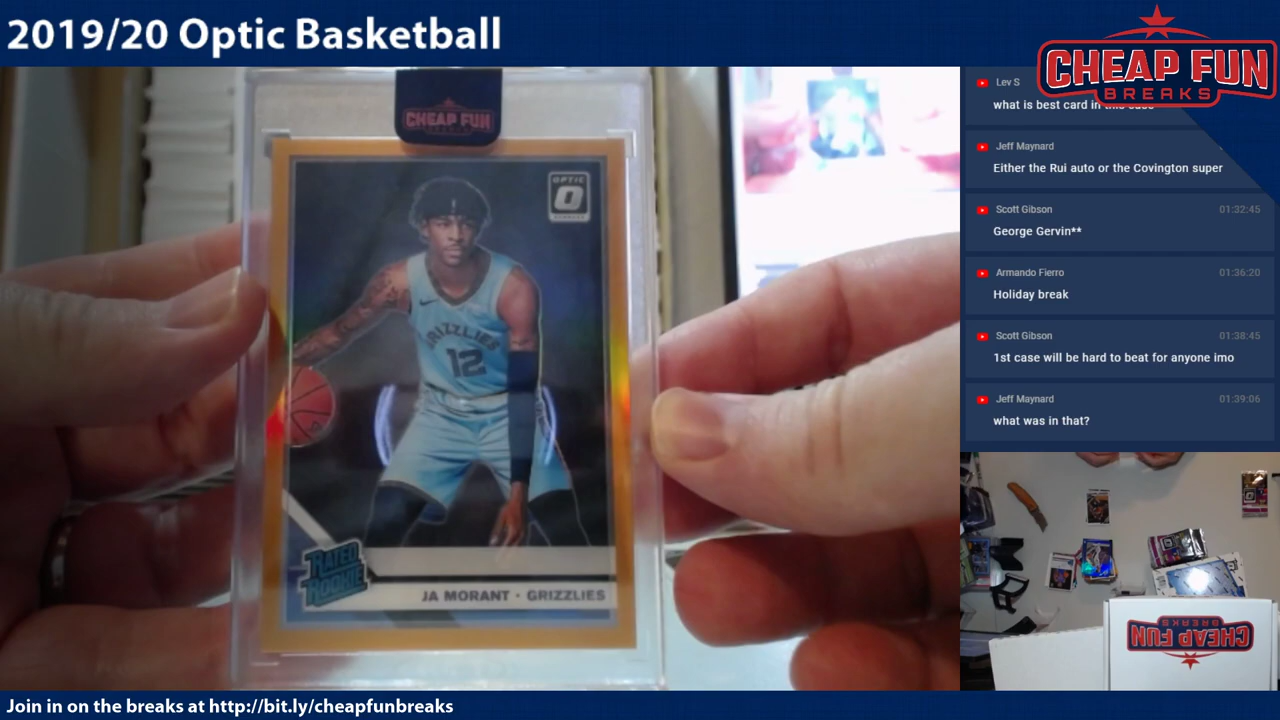 2019/20 Optic Basketball
CHEAP FUN
BREAKS
CHEAP FUN
OPTIC
GRIZZLIES
12
RATED
ROOKIE
JA MORANT · GRIZZLIES
Lev S
what is best card in
Jeff Maynard
Either the Rui auto or the Covington super
Scott Gibson 01:32:45
George Gervin**
Armando Fierro 01:36:20
Holiday break
Scott Gibson 01:38:45
1st case will be hard to beat for anyone imo
Jeff Maynard 01:39:06
what was in that?
CHEAP FUN
BREAKS
Join in on the breaks at http://bit.ly/cheapfunbreaks